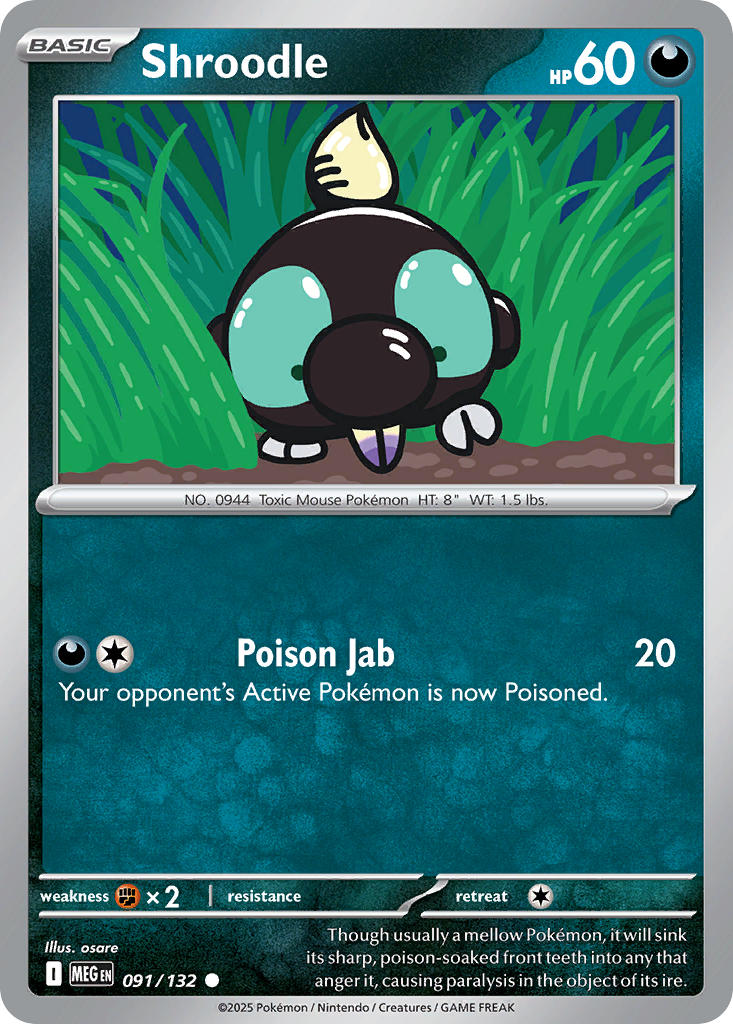 BASIC
Shroodle
HP 60
NO. 0944 Toxic Mouse Pokémon HT: 8" WT: 1.5 lbs.
Poison Jab 20
Your opponent's Active Pokémon is now Poisoned.
weakness ×2 resistance retreat
Illus. osare
Though usually a mellow Pokémon, it will sink
its sharp, poison-soaked front teeth into any that
anger it, causing paralysis in the object of its ire.
I MEG EN 091/132
©2025 Pokémon / Nintendo / Creatures / GAME FREAK